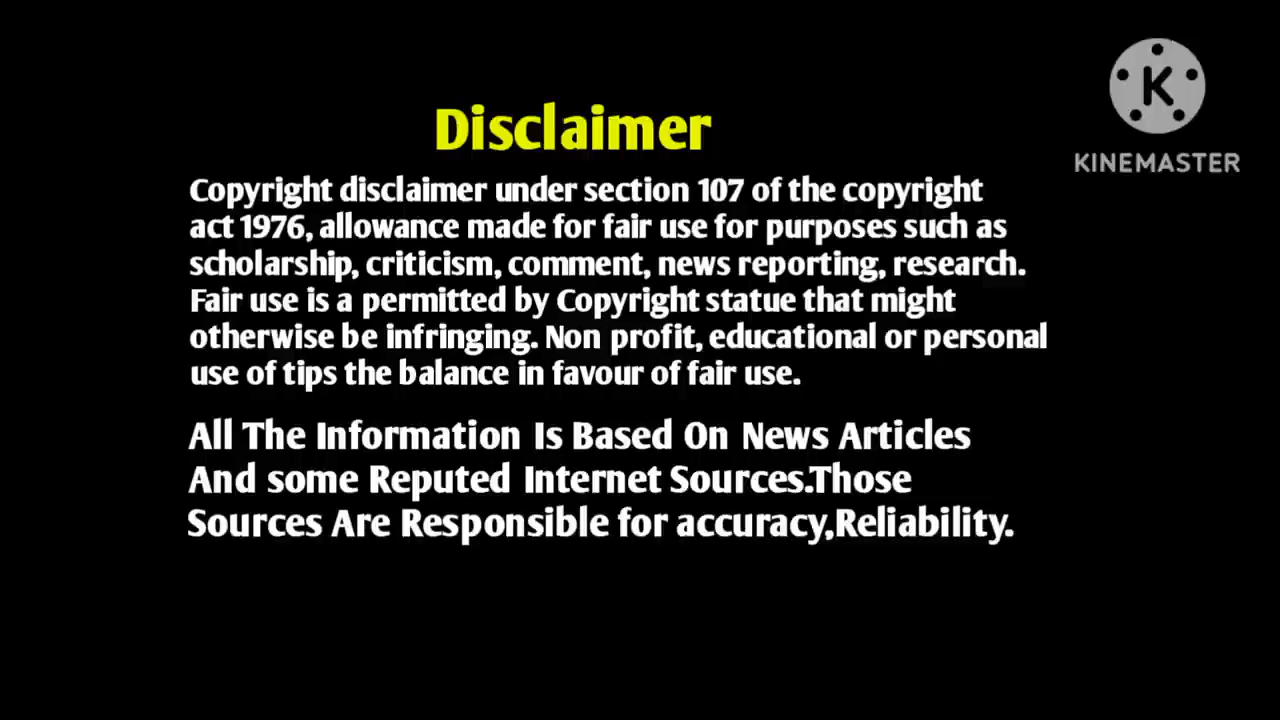 K
KINEMASTER
Disclaimer
Copyright disclaimer under section 107 of the copyright
act 1976, allowance made for fair use for purposes such as
scholarship, criticism, comment, news reporting, research.
Fair use is a permitted by Copyright statue that might
otherwise be infringing. Non profit, educational or personal
use of tips the balance in favour of fair use.
All The Information Is Based On News Articles
And some Reputed Internet Sources.Those
Sources Are Responsible for accuracy,Reliability.